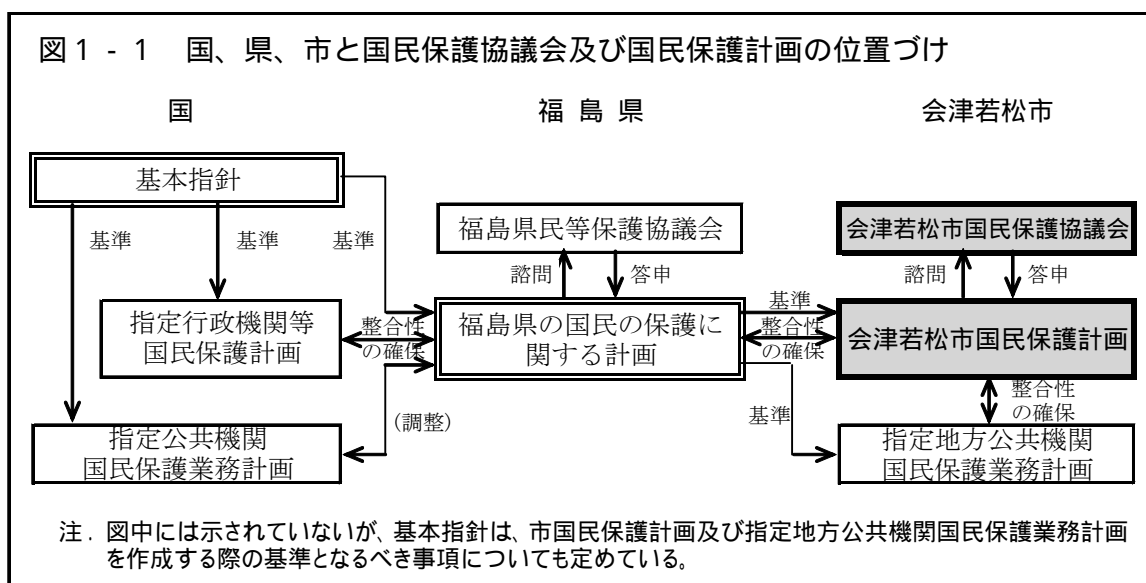 図1-1 国、県、市と国民保護協議会及び国民保護計画の位置づけ
国
福島県
会津若松市
基本指針
基準
基準
基準
福島県民等保護協議会
会津若松市国民保護協議会
諮問
答申
諮問
答申
指定行政機関等
国民保護計画
整合性
の確保
福島県の国民の保護に
関する計画
基準
整合性
の確保
会津若松市国民保護計画
整合性
の確保
(調整)
基準
指定公共機関
国民保護業務計画
指定地方公共機関
国民保護業務計画
注.図中には示されていないが、基本指針は、市国民保護計画及び指定地方公共機関国民保護業務計画
を作成する際の基準となるべき事項についても定めている。